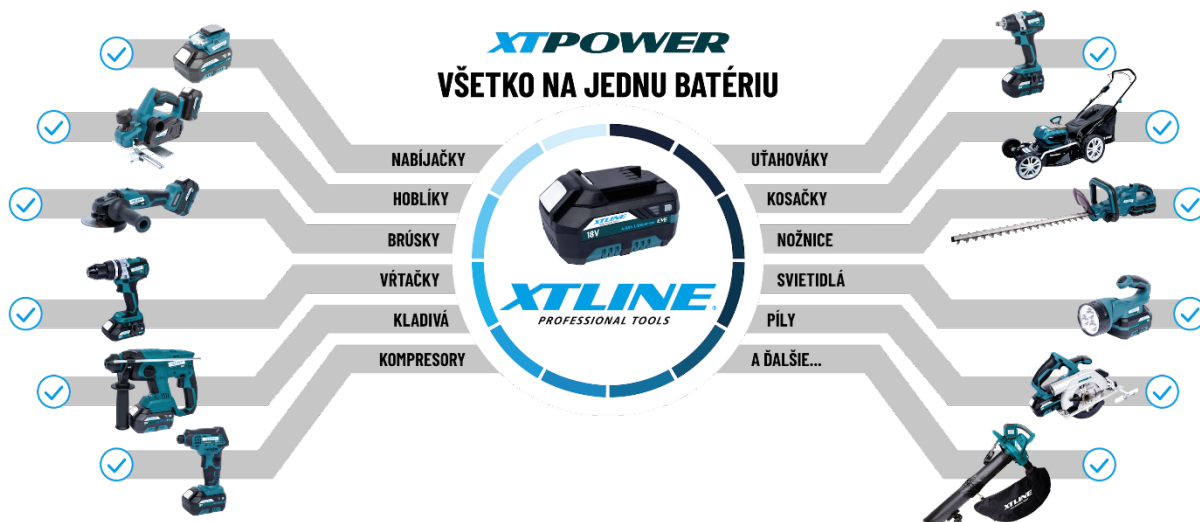 XTPOWER
VŠETKO NA JEDNU BATÉRIU
NABÍJAČKY
HOBLÍKY
BRÚSKY
VŔTAČKY
KLADIVÁ
KOMPRESORY
UŤAHOVÁKY
KOSAČKY
NOŽNICE
SVIETIDLÁ
PÍLY
A ĎALŠIE...
XTLINE
18V
EYE
XTLINE
PROFESSIONAL TOOLS
XTLINE